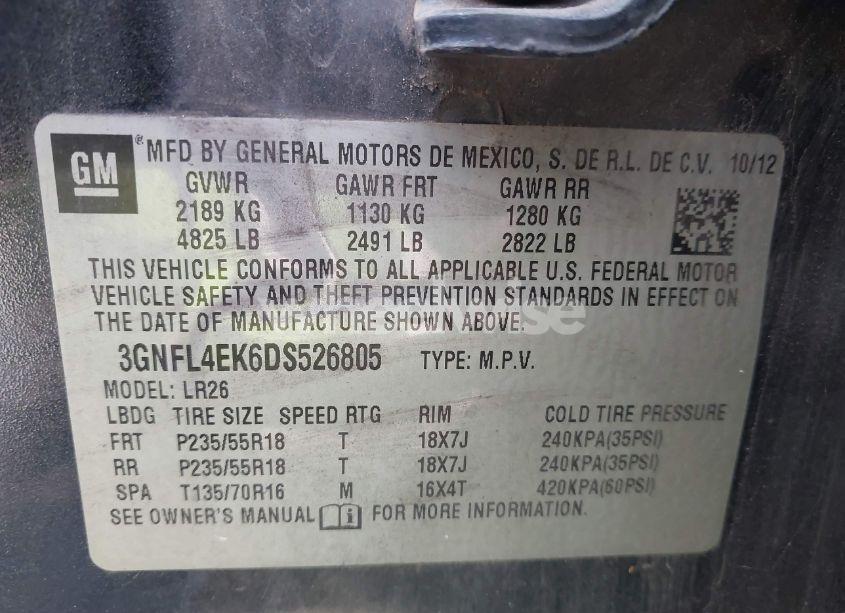 GM ® MFD BY GENERAL MOTORS DE MEXICO, S. DE R.L. DE C.V. 10/12
GVWR GAWR FRT GAWR RR
2189 KG 1130 KG 1280 KG
4825 LB 2491 LB 2822 LB
THIS VEHICLE CONFORMS TO ALL APPLICABLE U.S. FEDERAL MOTOR
VEHICLE SAFETY AND THEFT PREVENTION STANDARDS IN EFFECT ON
THE DATE OF MANUFACTURE SHOWN ABOVE.
3GNFL4EK6DS526805 TYPE: M.P.V.
MODEL: LR26
LBDG TIRE SIZE SPEED RTG RIM COLD TIRE PRESSURE
FRT P235/55R18 T 18X7J 240KPA(35PSI)
RR P235/55R18 T 18X7J 240KPA(35PSI)
SPA T135/70R16 M 16X4T 420KPA(60PSI)
SEE OWNER'S MANUAL FOR MORE INFORMATION.